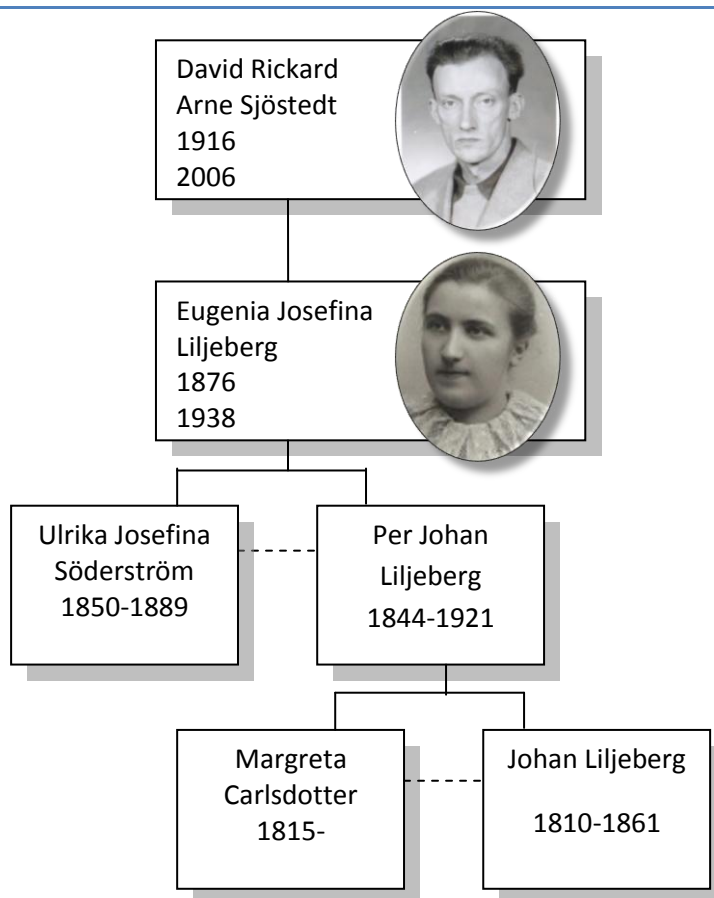 David Rickard
Arne Sjöstedt
1916
2006
Eugenia Josefina
Liljeberg
1876
1938
Ulrika Josefina
Söderström
1850-1889
Per Johan
Liljeberg
1844-1921
Margreta
Carlsdotter
1815-
Johan Liljeberg
1810-1861